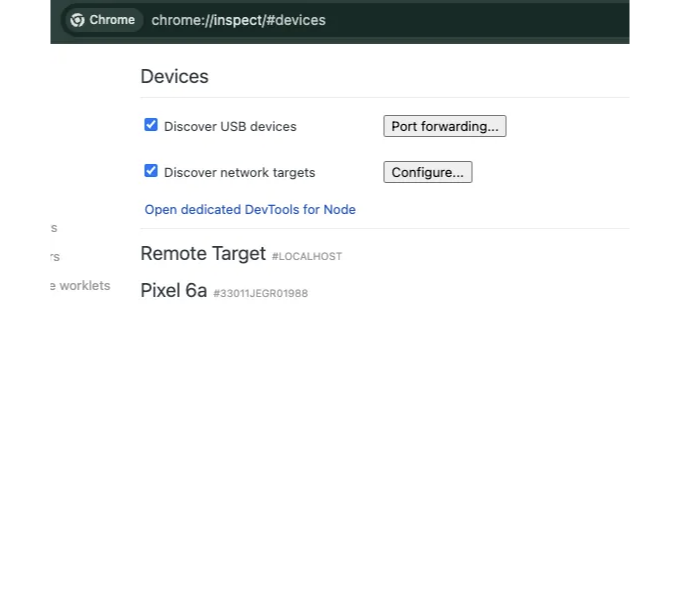 Chrome chrome://inspect/#devices
Devices
Discover USB devices Port forwarding...
Discover network targets Configure...
Open dedicated DevTools for Node
s
rs
e worklets
Remote Target #LOCALHOST
Pixel 6a #33011JEGR01988